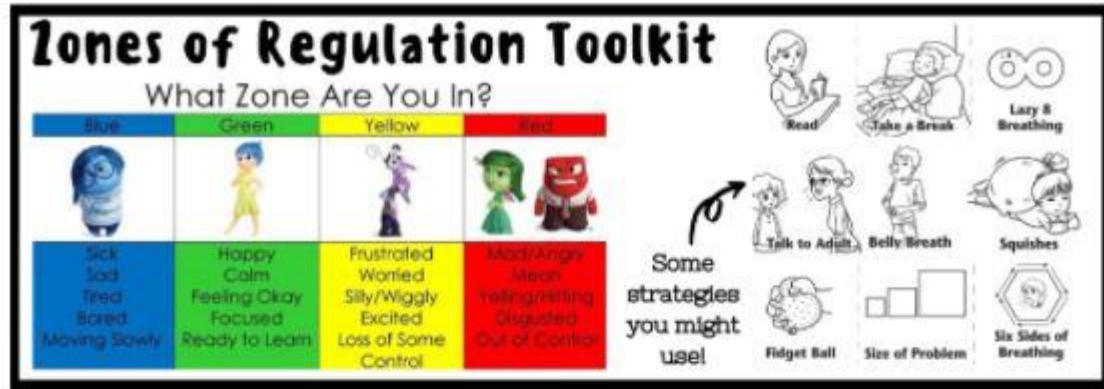 Zones of Regulation Toolkit
What Zone Are You In?
Blue
Green
Yellow
Red
Sick
Sad
Tired
Bored
Moving Slowly
Happy
Calm
Feeling Okay
Focused
Ready to Learn
Frustrated
Worried
Silly/Wiggly
Excited
Loss of Some
Control
Mad/Angry
Mean
Yelling/Hitting
Disgusted
Out of Control
Some
strategies
you might
use!
Read
Take a Break
Lazy 8
Breathing
Talk to Adult
Belly Breath
Squishes
Fidget Ball
Size of Problem
Six Sides of
Breathing